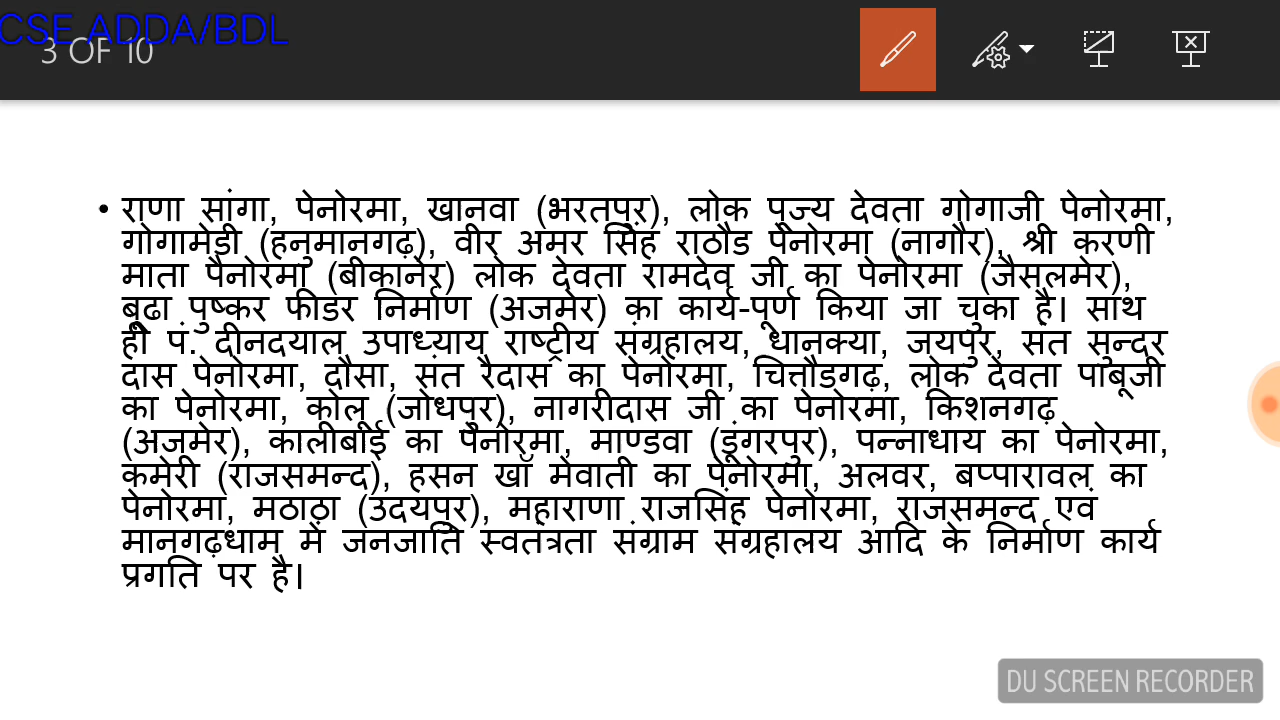 CSE ADDA/BDL
3 OF 10
• राणा सांगा, पेनोरमा, खानवा (भरतपुर), लोक पूज्य देवता गोगाजी पेनोरमा,
गोगामेड़ी (हनुमानगढ़), वीर अमर सिंह राठौड पेनोरमा (नागौर), श्री करणी
माता पैनोरमा (बीकानेर) लोक देवता रामदेव जी का पेनोरमा (जैसलमेर),
बूढा पुष्कर फीडर निर्माण (अजमेर) का कार्य-पूर्ण किया जा चुका है। साथ
ही पं. दीनदयाल उपाध्याय राष्ट्रीय संग्रहालय, धानक्या, जयपुर, संत सुन्दर
दास पेनोरमा, दौसा, संत रैदास का पेनोरमा, चित्तौडगढ़, लोक देवता पाबूजी
का पेनोरमा, कोलू (जोधपुर), नागरीदास जी का पेनोरमा, किशनगढ़
(अजमेर), कालीबाई का पैनोरमा, माण्डवा (डूंगरपुर), पन्नाधाय का पेनोरमा,
कमेरी (राजसमन्द), हसन खॉ मेवाती का पेनोरमा, अलवर, बप्पारावल का
पेनोरमा, मठाठा (उदयपुर), महाराणा राजसिंह पेनोरमा, राजसमन्द एवं
मानगढ़धाम में जनजाति स्वतंत्रता संग्राम संग्रहालय आदि के निर्माण कार्य
प्रगति पर है।
DU SCREEN RECORDER